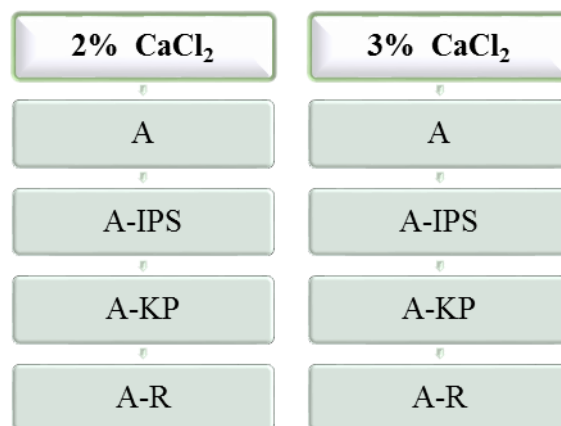 2% CaCl₂
A
A-IPS
A-KP
A-R
3% CaCl₂
A
A-IPS
A-KP
A-R